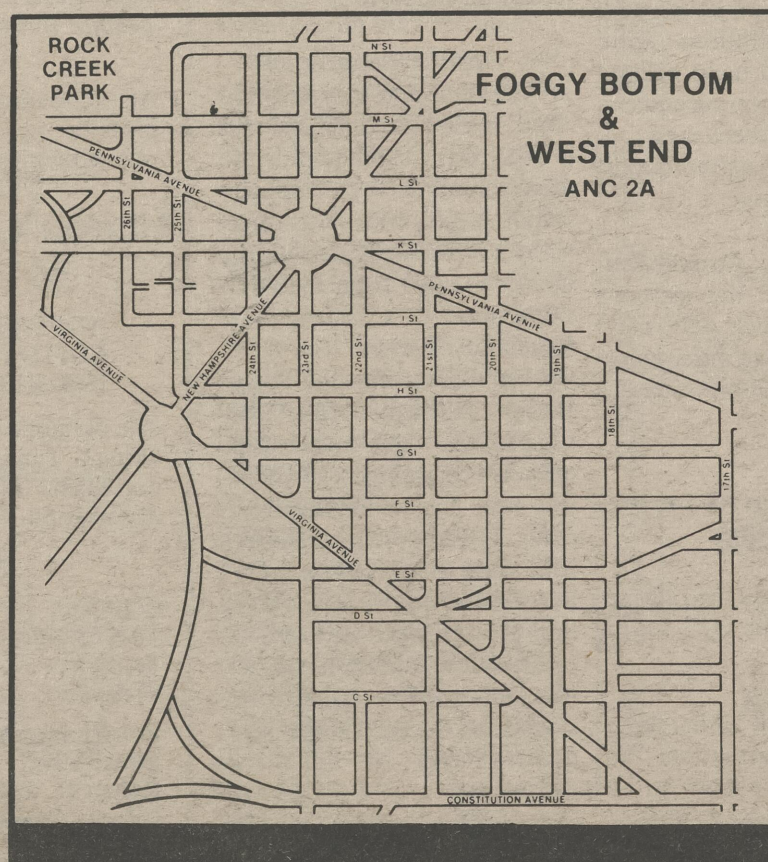 ROCK
CREEK
PARK
FOGGY BOTTOM
&
WEST END
ANC 2A
N St
M St
PENNSYLVANIA AVENUE
L St
26th St
25th St
K St
PENNSYLVANIA AVENUE
I St
VIRGINIA AVENUE
NEW HAMPSHIRE AVENUE
24th St
23rd St
22nd St
21st St
20th St
19th St
H St
18th St
G St
17th St
F St
VIRGINIA AVENUE
E St
D St
C St
CONSTITUTION AVENUE